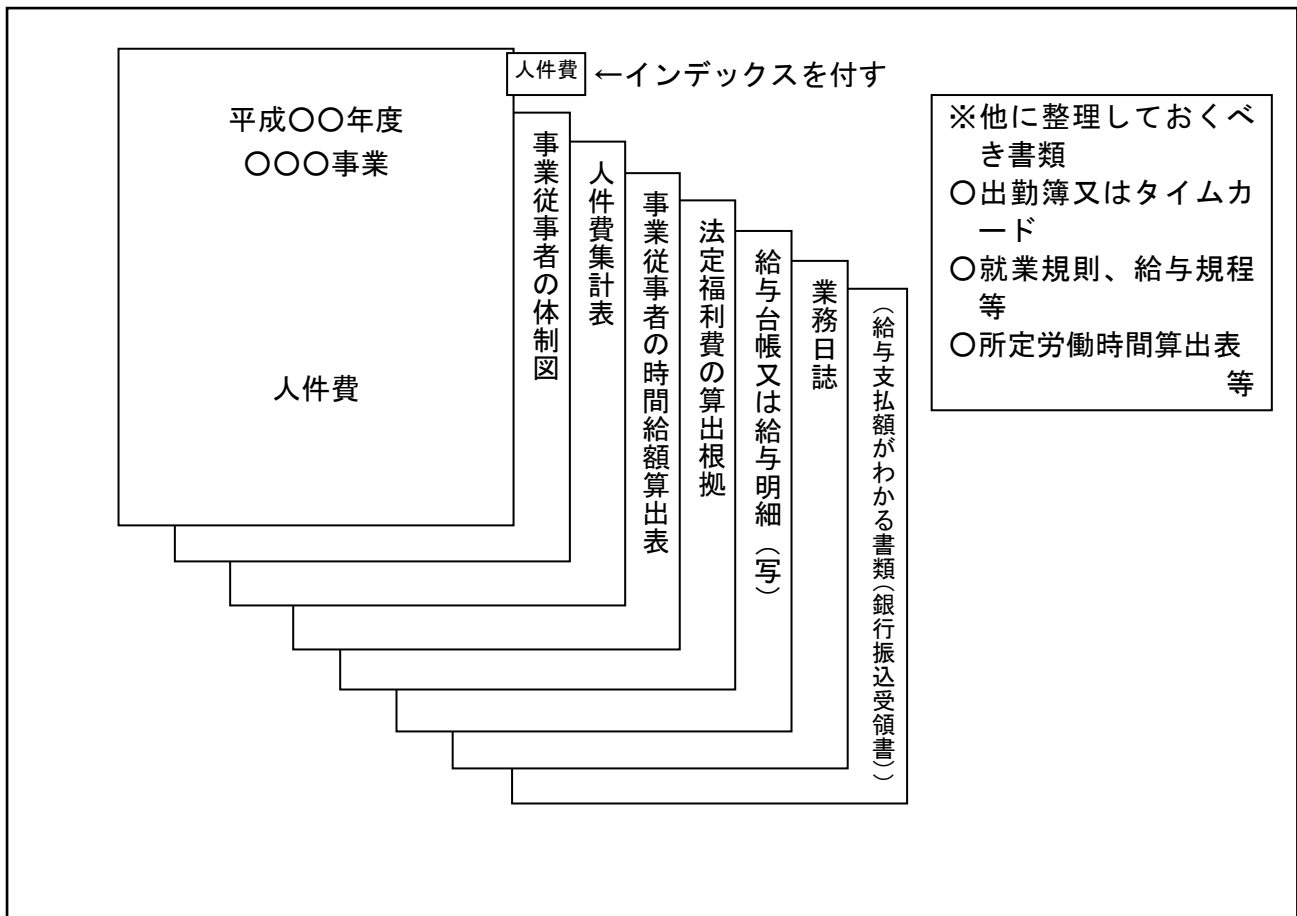 人件費
←インデックスを付す
平成〇〇年度
〇〇〇事業
人件費
事業従事者の体制図
人件費集計表
事業従事者の時間給額算出表
法定福利費の算出根拠
給与台帳又は給与明細（写）
業務日誌
（給与支払額がわかる書類（銀行振込受領書））
※他に整理しておくべ
き書類
〇出勤簿又はタイムカ
ード
〇就業規則、給与規程
等
〇所定労働時間算出表
等